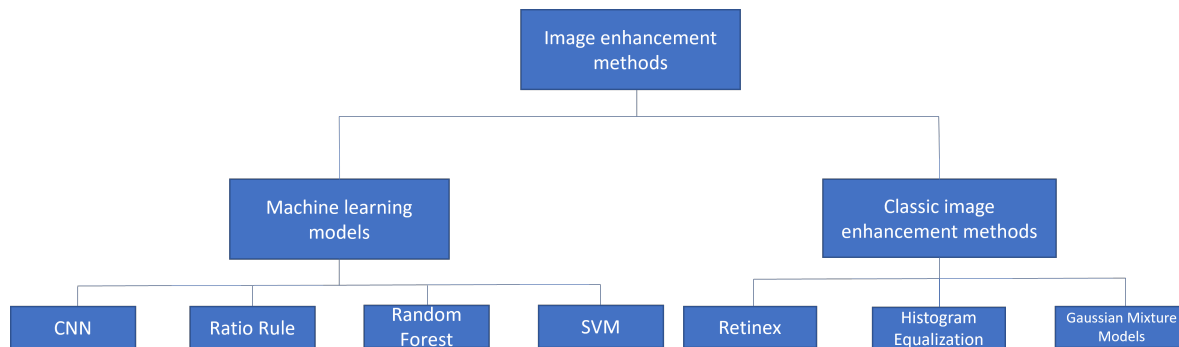 Image enhancement
methods
Machine learning
models
Classic image
enhancement methods
CNN
Ratio Rule
Random
Forest
SVM
Retinex
Histogram
Equalization
Gaussian Mixture
Models